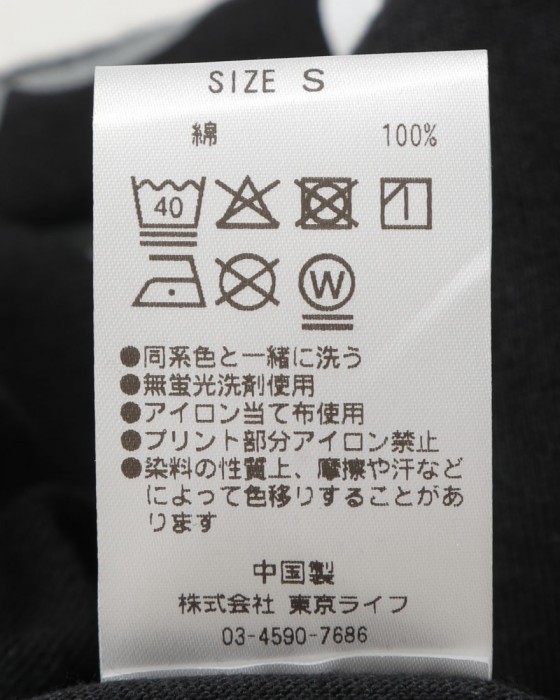 SIZE S
綿 100%
40
W
●同系色と一緒に洗う
●無蛍光洗剤使用
●アイロン当て布使用
●プリント部分アイロン禁止
●染料の性質上、摩擦や汗など
によって色移りすることがあ
ります
中国製
株式会社 東京ライフ
03-4590-7686